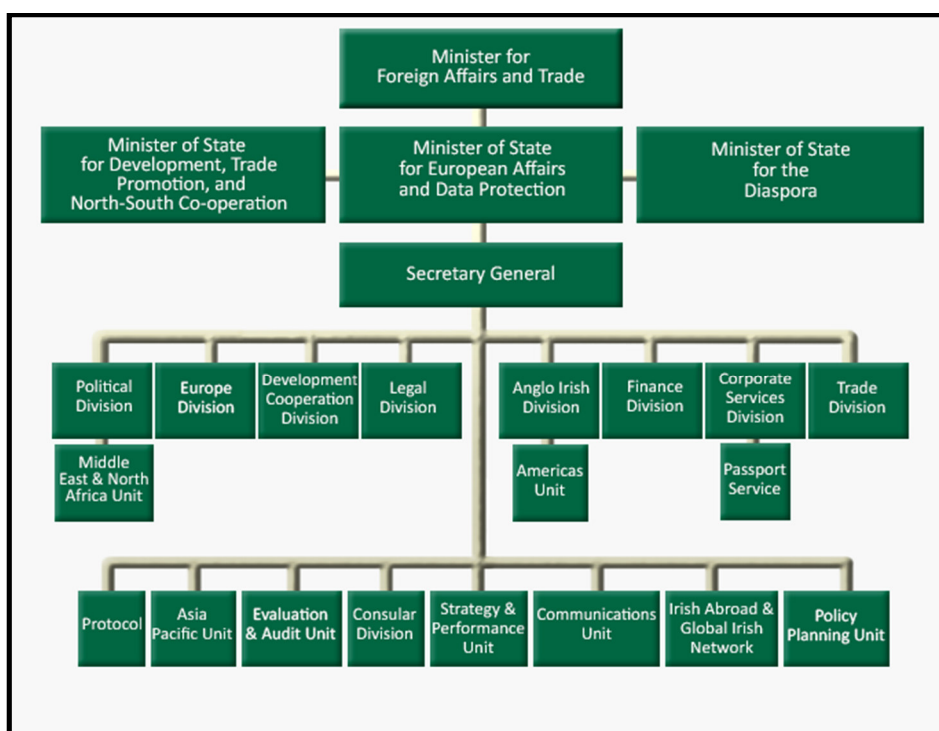 Minister for
Foreign Affairs and Trade
Minister of State
for Development, Trade
Promotion, and
North-South Co-operation
Minister of State
for European Affairs
and Data Protection
Minister of State
for the
Diaspora
Secretary General
Political
Division
Europe
Division
Development
Cooperation
Division
Legal
Division
Anglo Irish
Division
Finance
Division
Corporate
Services
Division
Trade
Division
Middle
East & North
Africa Unit
Americas
Unit
Passport
Service
Protocol
Asia
Pacific Unit
Evaluation
& Audit Unit
Consular
Division
Strategy &
Performance
Unit
Communications
Unit
Irish Abroad &
Global Irish
Network
Policy
Planning Unit